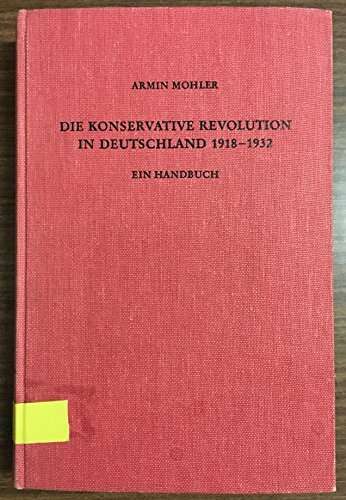 ARMIN MOHLER
DIE KONSERVATIVE REVOLUTION
IN DEUTSCHLAND 1918–1932
EIN HANDBUCH